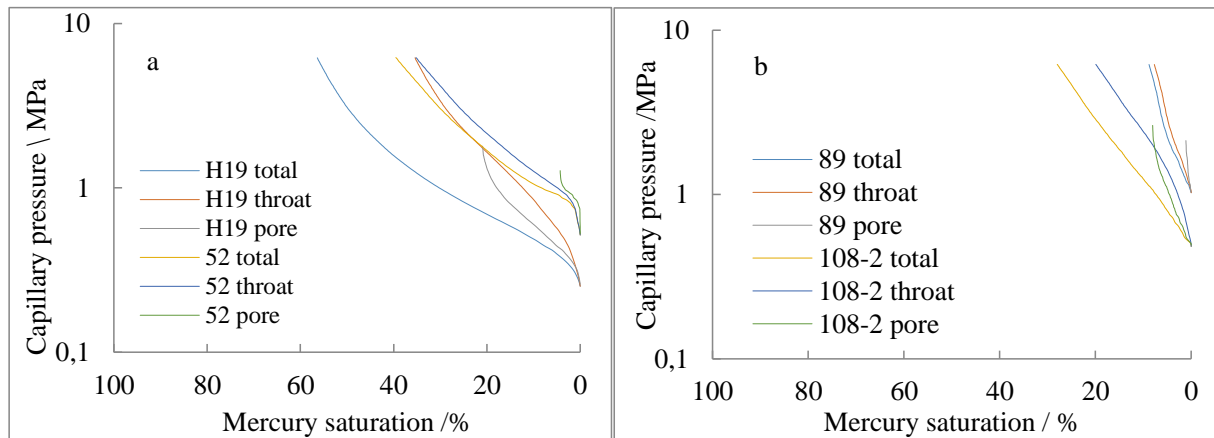 10
a
1
0,1
Capillary pressure \ MPa
H19 total
H19 throat
H19 pore
52 total
52 throat
52 pore
100 80 60 40 20 0
Mercury saturation /%
10
b
1
0,1
Capillary pressure /MPa
89 total
89 throat
89 pore
108-2 total
108-2 throat
108-2 pore
100 80 60 40 20 0
Mercury saturation / %